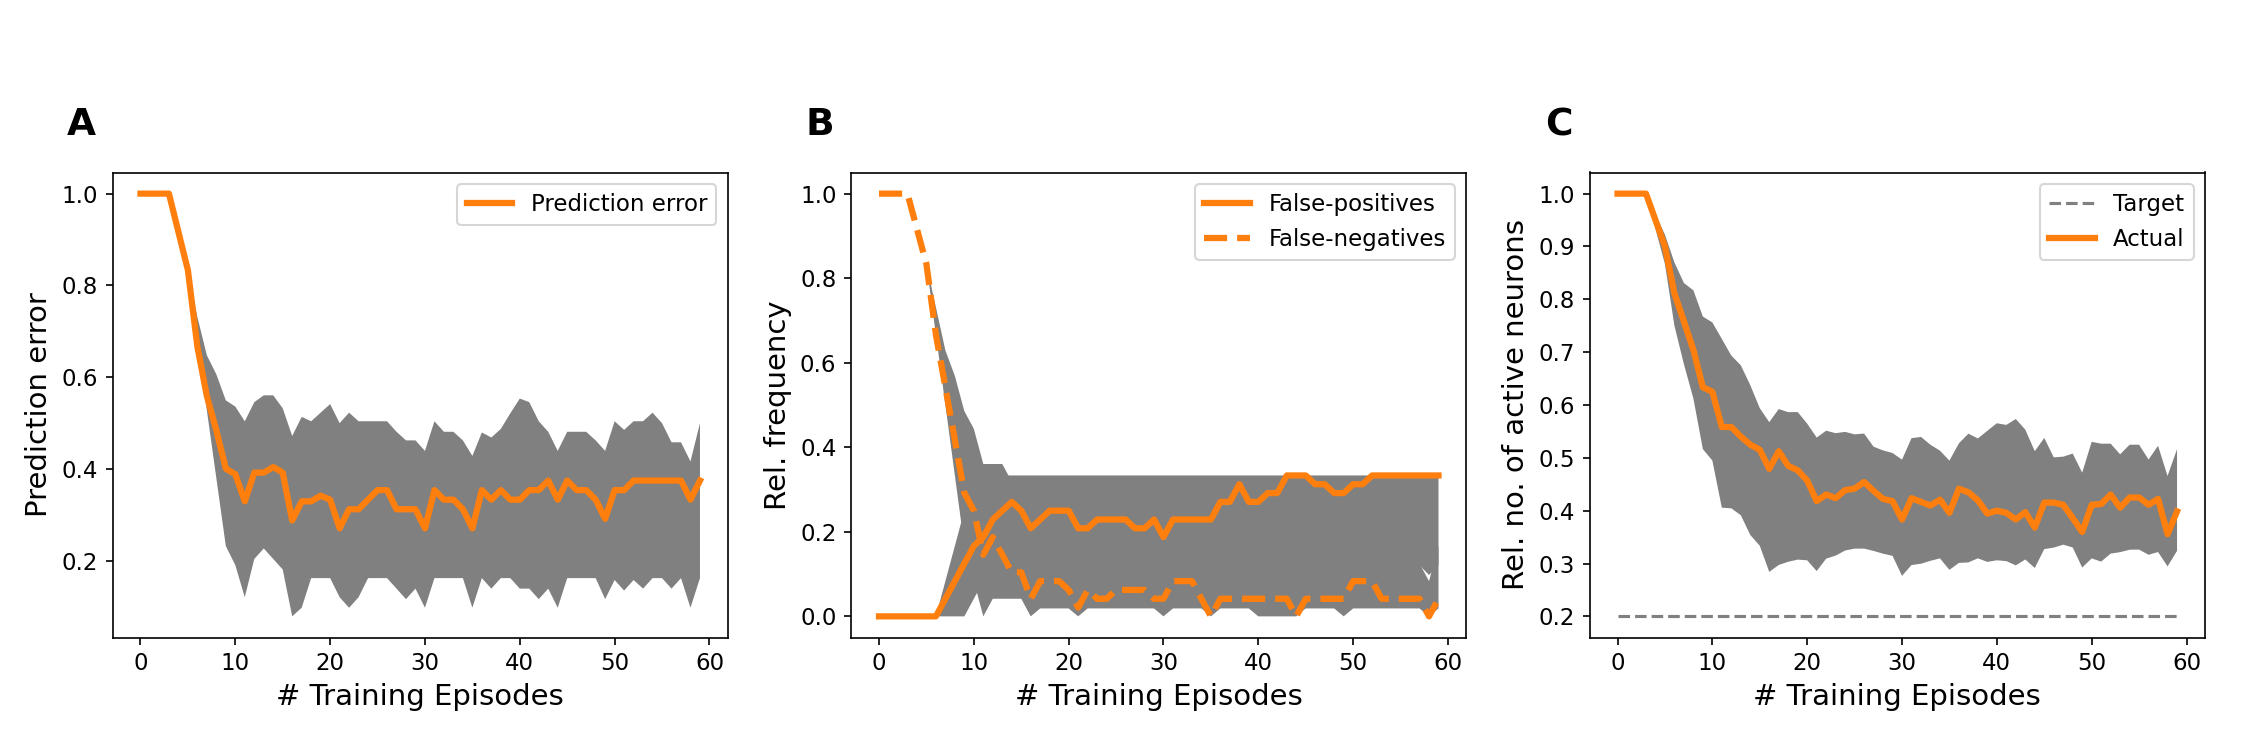 A
B
C
Prediction error
1.0
0.8
0.6
0.4
0.2
0
10
20
30
40
50
60
# Training Episodes
Prediction error
Rel. frequency
1.0
0.8
0.6
0.4
0.2
0.0
0
10
20
30
40
50
60
# Training Episodes
False-positives
False-negatives
Rel. no. of active neurons
1.0
0.9
0.8
0.7
0.6
0.5
0.4
0.3
0.2
0
10
20
30
40
50
60
# Training Episodes
Target
Actual